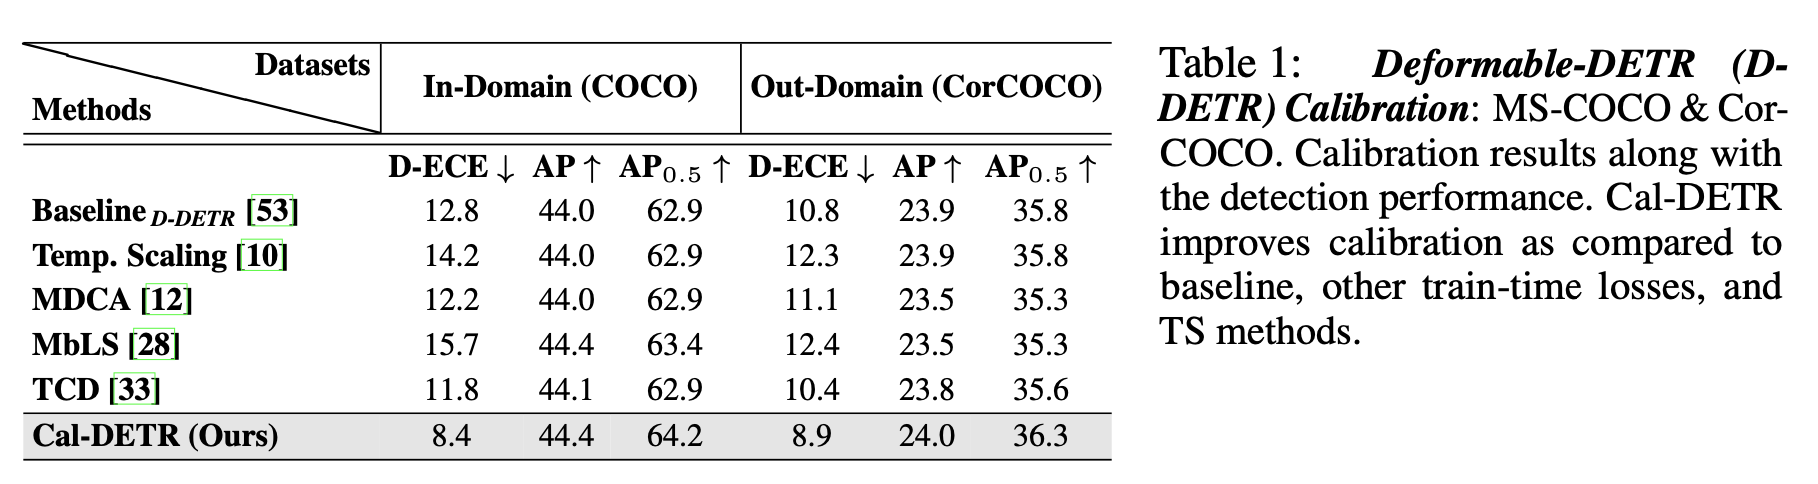 Datasets
Methods
In-Domain (COCO) Out-Domain (CorCOCO)
D-ECE ↓ AP ↑ AP0.5 ↑ D-ECE ↓ AP ↑ AP0.5 ↑
Baseline D-DETR [53] 12.8 44.0 62.9 10.8 23.9 35.8
Temp. Scaling [10] 14.2 44.0 62.9 12.3 23.9 35.8
MDCA [12] 12.2 44.0 62.9 11.1 23.5 35.3
MbLS [28] 15.7 44.4 63.4 12.4 23.5 35.3
TCD [33] 11.8 44.1 62.9 10.4 23.8 35.6
Cal-DETR (Ours) 8.4 44.4 64.2 8.9 24.0 36.3
Table 1: Deformable-DETR (D-
DETR) Calibration: MS-COCO & Cor-
COCO. Calibration results along with
the detection performance. Cal-DETR
improves calibration as compared to
baseline, other train-time losses, and
TS methods.